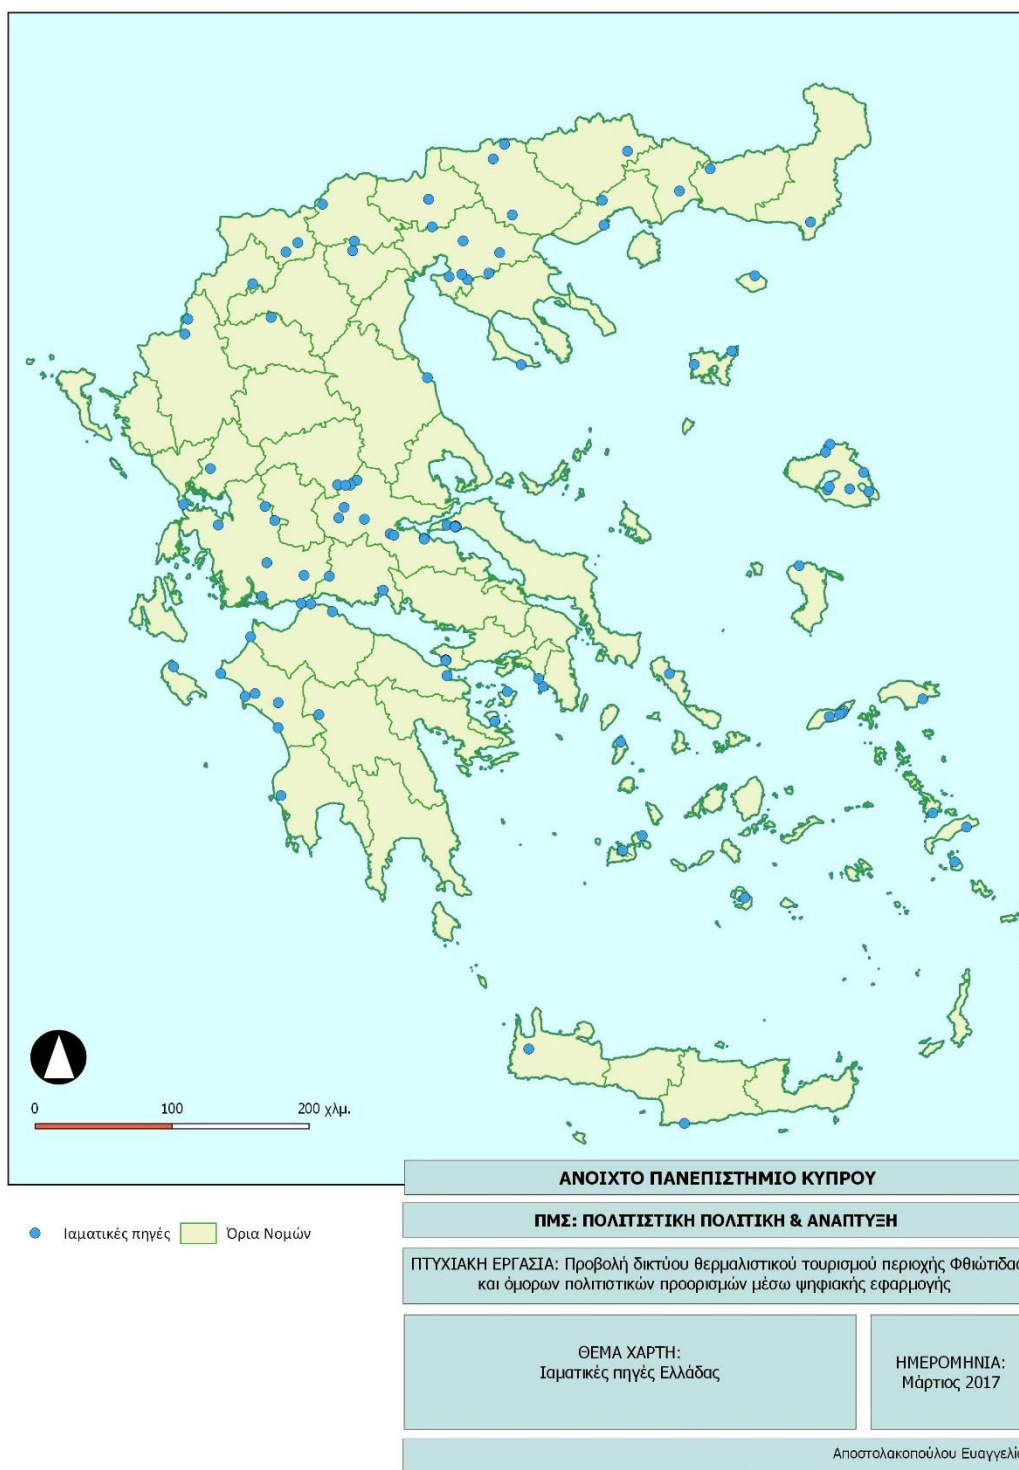 0 100 200 χλμ.
ΑΝΟΙΧΤΟ ΠΑΝΕΠΙΣΤΗΜΙΟ ΚΥΠΡΟΥ
ΠΜΣ: ΠΟΛΙΤΙΣΤΙΚΗ ΠΟΛΙΤΙΚΗ & ΑΝΑΠΤΥΞΗ
Ιαματικές πηγές Όρια Νομών
ΠΤΥΧΙΑΚΗ ΕΡΓΑΣΙΑ: Προβολή δικτύου θερμαλιστικού τουρισμού περιοχής Φθιώτιδας
και όμορων πολιτιστικών προορισμών μέσω ψηφιακής εφαρμογής
ΘΕΜΑ ΧΑΡΤΗ:
Ιαματικές πηγές Ελλάδας
ΗΜΕΡΟΜΗΝΙΑ:
Μάρτιος 2017
Αποστολακοπούλου Ευαγγελία